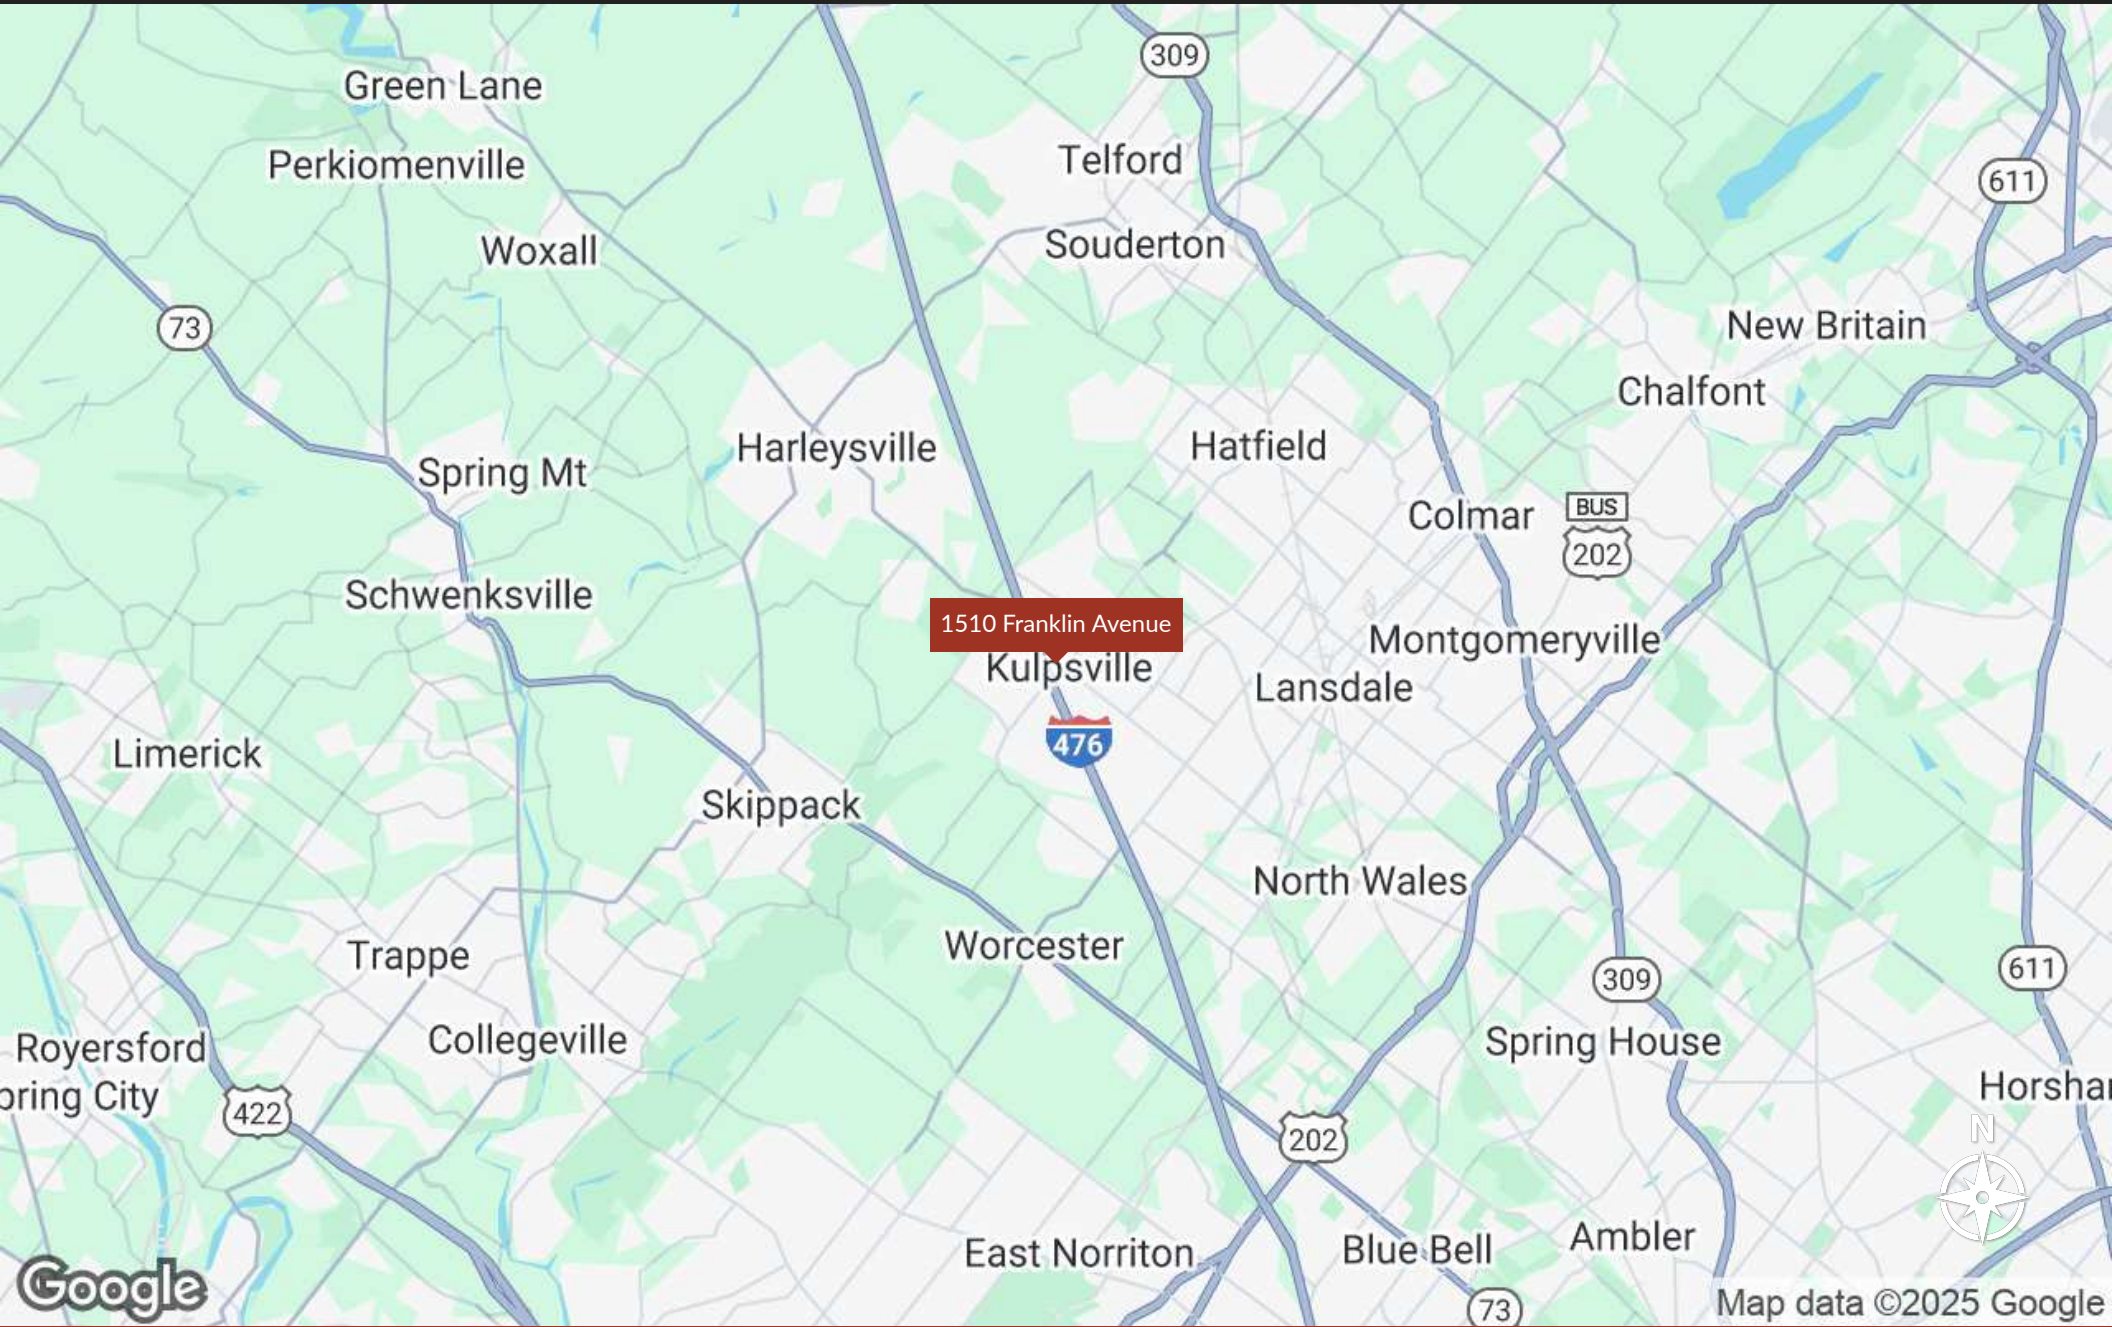 309
Green Lane
Telford
Perkiomenville
611
Souderton
Woxall
73
New Britain
Chalfont
Harleysville
Hatfield
Spring Mt
BUS
Colmar
202
Schwenksville
1510 Franklin Avenue
Montgomeryville
Kulpsville
Lansdale
476
Limerick
Skippack
North Wales
Worcester
Trappe
611
309
Collegeville
Spring House
Royersford
pring City
Horshar
422
N
202
Ambler
East Norriton
Blue Bell
Google
Map data ©2025 Google
73